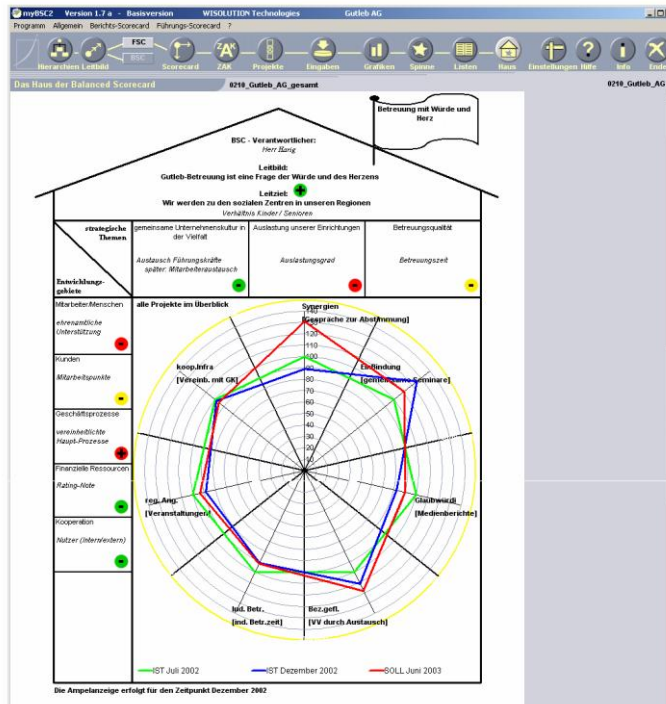 myBSC2 Version 1.7 a - Basisversion WISOLUTION Technologies Gutleb AG
Programm Allgemein Berichts-Scorecard Führungs-Scorecard ?
FSC
BSC
Hierarchien Leitbild Scorecard ZAK Projekte Eingaben Grafiken Spinne Listen Haus Einstellungen Hilfe Info Ende
Das Haus der Balanced Scorecard 0210_Gutleb_AG_gesamt 0210_Gutleb_AG
Betreuung mit Würde und
Herz
BSC - Verantwortlicher:
Leitbild:
Gutleb-Betreuung ist eine Frage der Würde und des Herzens
Leitziel:
Wir werden zu den sozialen Zentren in unseren Regionen
Verhältnis Kinder / Senioren
strategische
Themen
Entwicklungs-
gebiete
gemeinsame Unternehmenskultur in
der Vielfalt
Austausch Führungskräfte
später: Mitarbeiteraustausch
Auslastung unserer Einrichtungen
Auslastungsgrad
Betreuungsqualität
Betreuungszeit
Mitarbeiter/Menschen
ehrenamtliche
Unterstützung
Kunden
Mitarbeitspunkte
Geschäftsprozesse
vereinheitlichte
Haupt-Prozesse
Finanzielle Ressourcen
Rating-Note
Kooperation
Nutzer (Intern/extern)
alle Projekte im Überblick
Synergien
[Gespräche zur Abstimmung]
140
130
120
110
100
90
80
70
60
50
40
30
20
10
Einfindung
[gemeinsame Seminare]
Glaubwürdi
[Medienberichte]
Bez.gefl.
[VV durch Austausch]
Ind. Betr.
[ind. Betr.zeit]
reg. Ang.
[Veranstaltungen]
koop.Infra
[Vereinb. mit GK]
IST Juli 2002 IST Dezember 2002 SOLL Juni 2003
Die Ampelanzeige erfolgt für den Zeitpunkt Dezember 2002